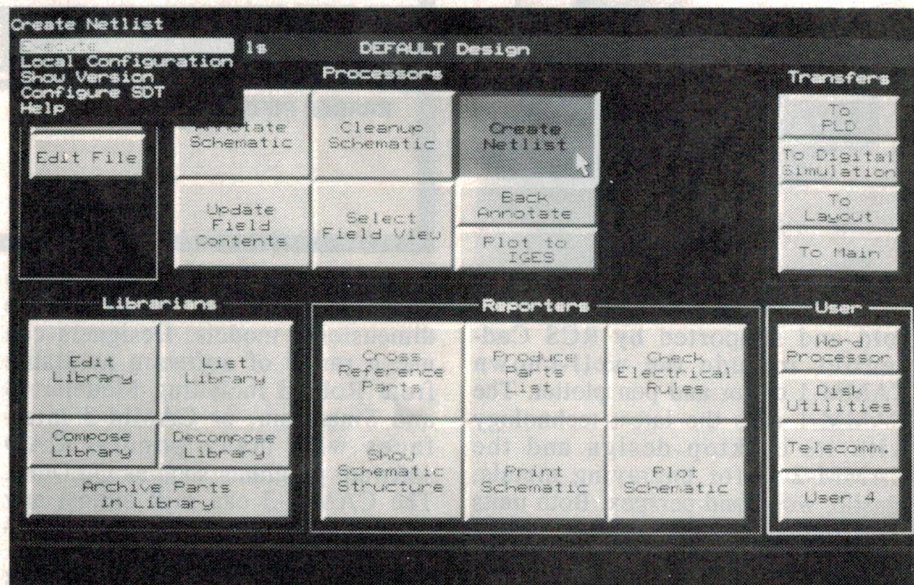 Create Netlist
Execute
ls
DEFAULT Design
Local Configuration
Show Version
Configure SDT
Help
Processors
Transfers
Edit File
Annotate
Schematic
Cleanup
Schematic
Create
Netlist
Update
Field
Contents
Select
Field View
Back
Annotate
Plot to
IGES
To
PLD
To Digital
Simulation
To
Layout
To Main
Librarians
Edit
Library
List
Library
Compose
Library
Decompose
Library
Archive Parts
in Library
Reporters
Cross
Reference
Parts
Produce
Parts
List
Check
Electrical
Rules
Show
Schematic
Structure
Print
Schematic
Plot
Schematic
User
Word
Processor
Disk
Utilities
Telecomm.
User 4